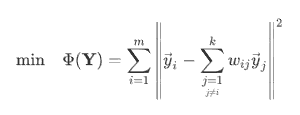 min Φ(Y) = ∑_{i=1}^{m} ‖ y⃗_i − ∑_{j=1, j≠i}^{k} w_{ij} y⃗_j ‖²